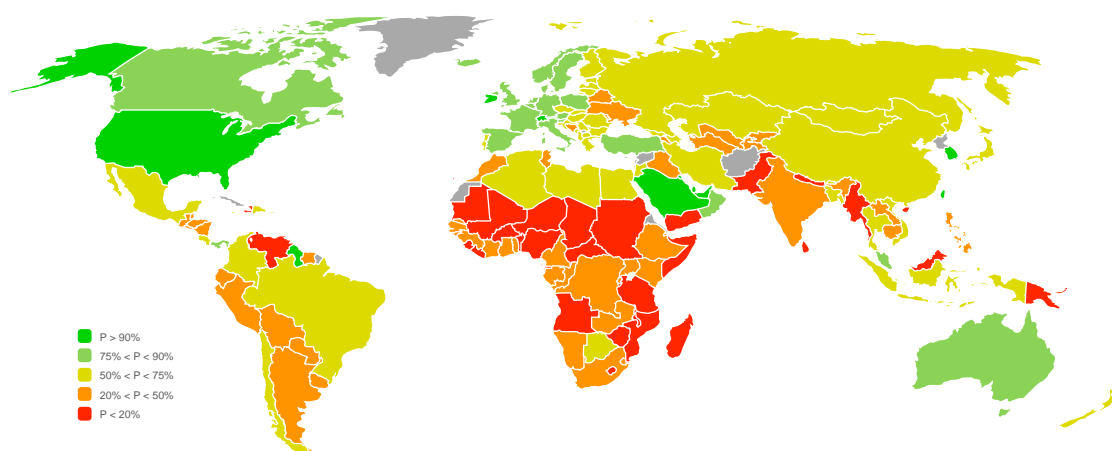 P > 90%
75% < P < 90%
50% < P < 75%
20% < P < 50%
P < 20%